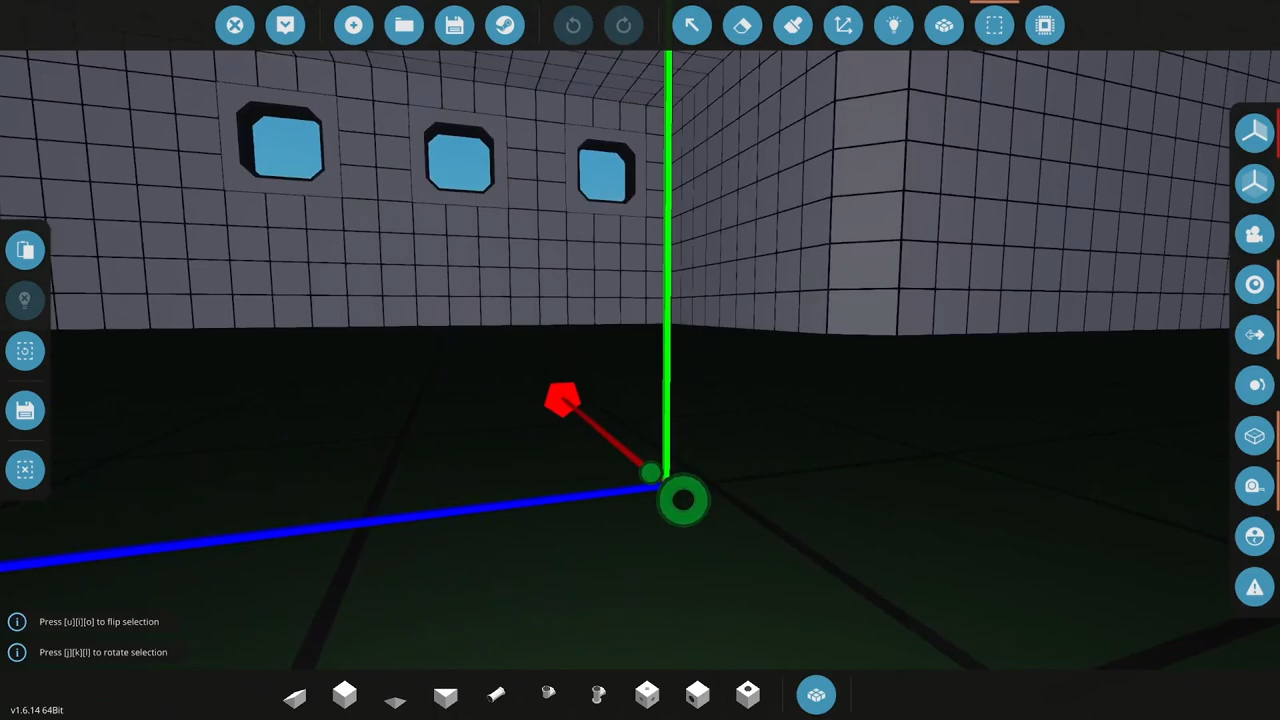 Press [u][i][o] to flip selection
Press [j][k][l] to rotate selection
v1.6.14 64Bit